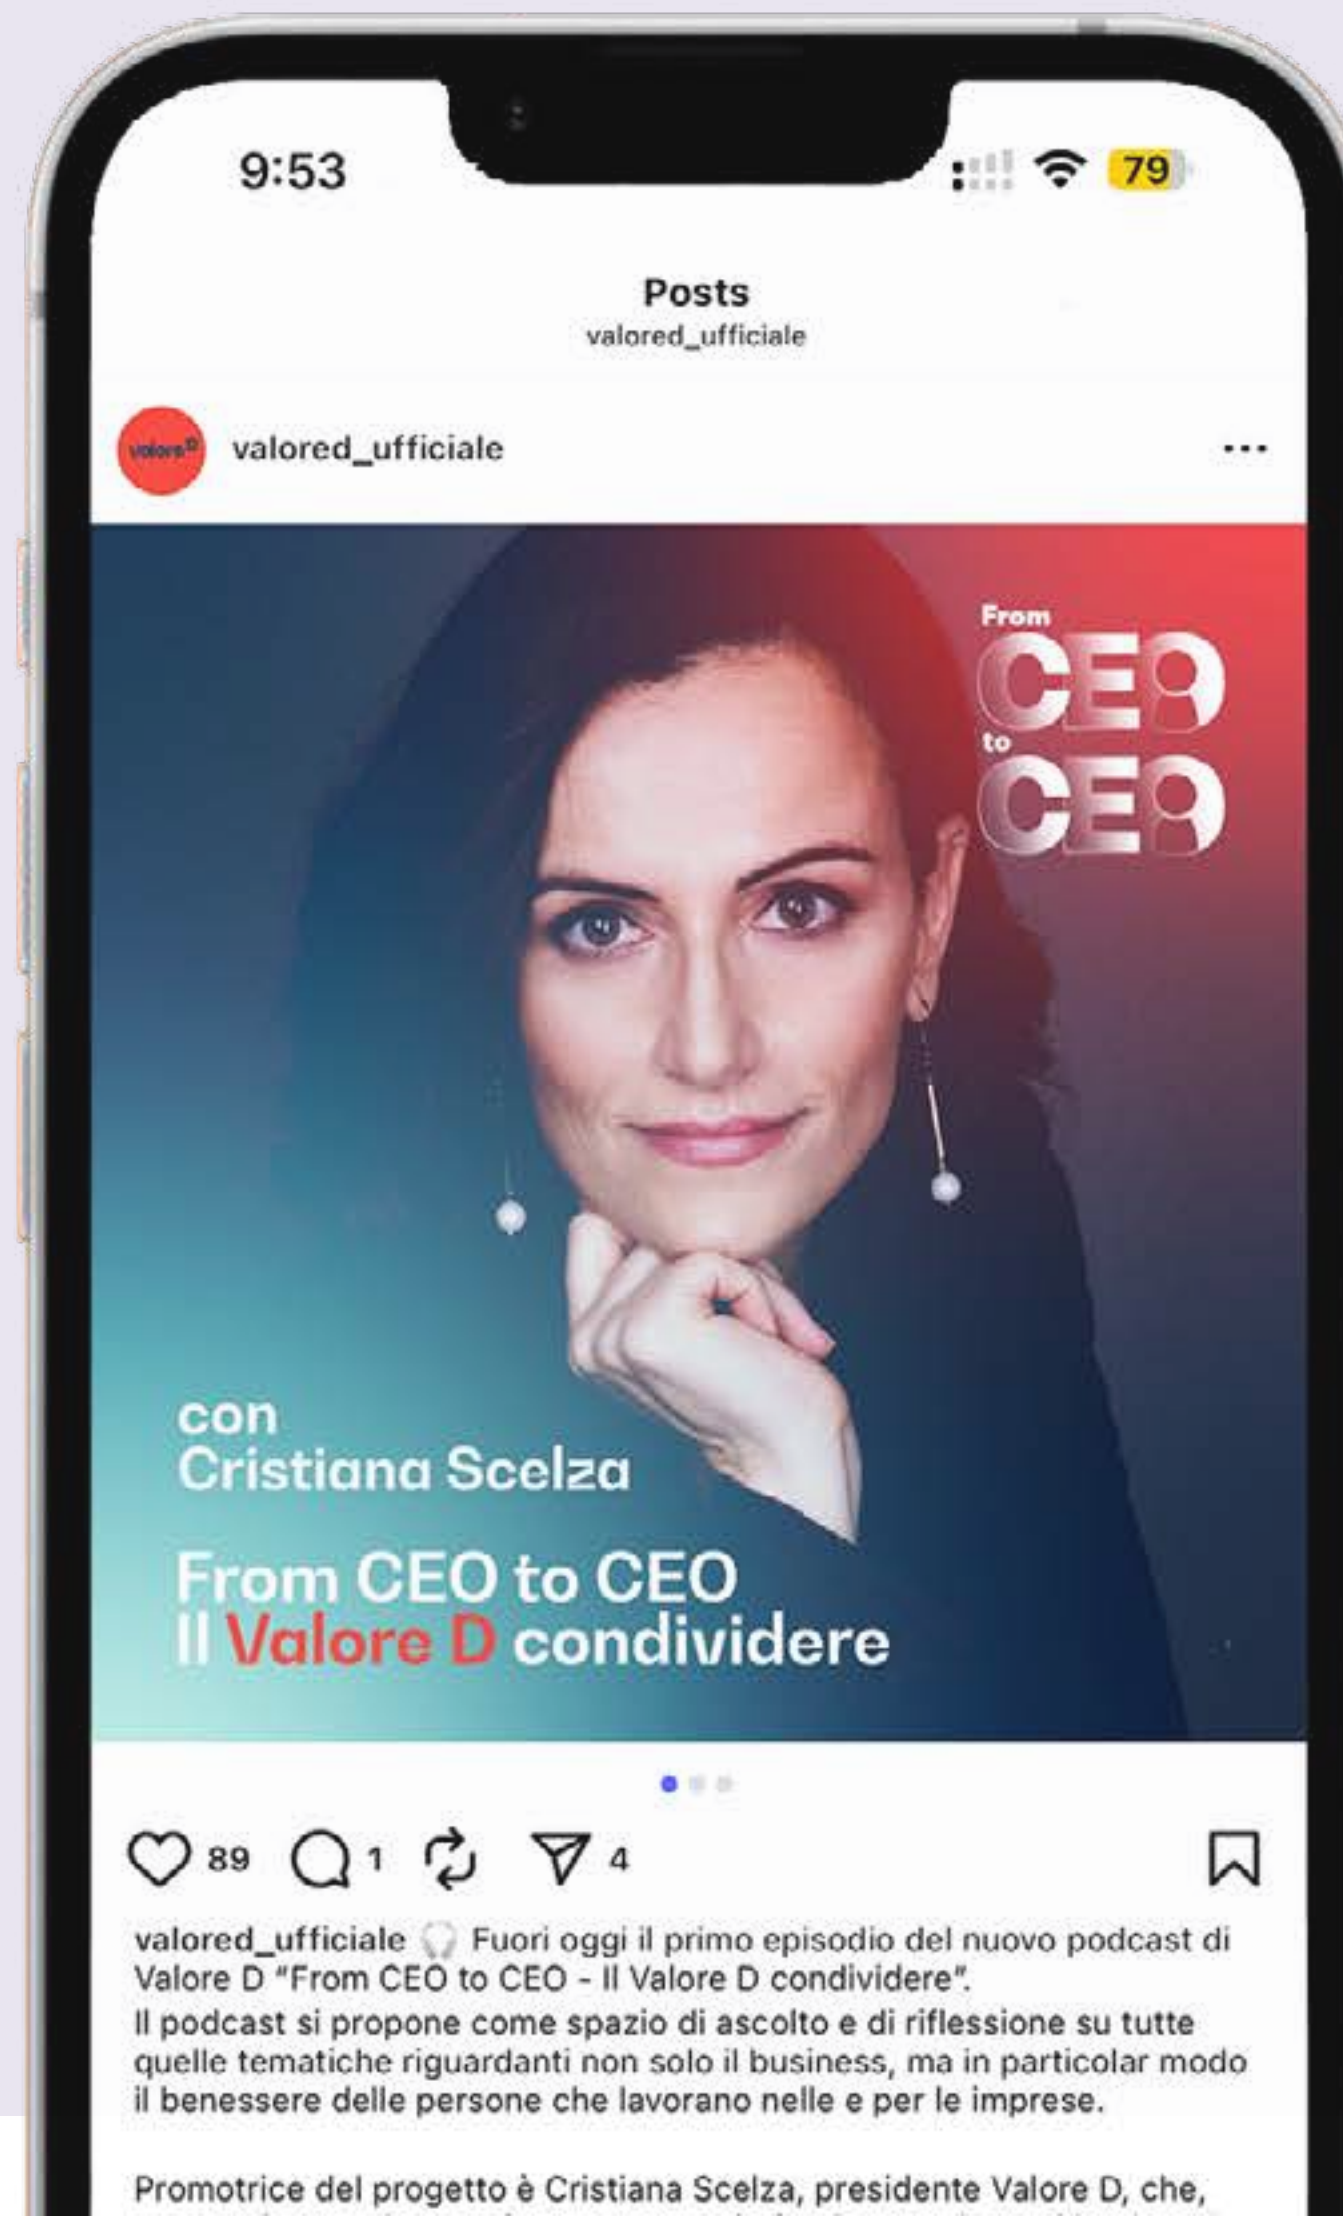 9:53
79
Posts
valored_ufficiale
valore D
valored_ufficiale
From
CEO
to
CEO
con
Cristiana Scelza
From CEO to CEO
Il Valore D condividere
89 1 4
valored_ufficiale 🎧 Fuori oggi il primo episodio del nuovo podcast di
Valore D "From CEO to CEO - Il Valore D condividere".
Il podcast si propone come spazio di ascolto e di riflessione su tutte
quelle tematiche riguardanti non solo il business, ma in particolar modo
il benessere delle persone che lavorano nelle e per le imprese.
Promotrice del progetto è Cristiana Scelza, presidente Valore D, che,